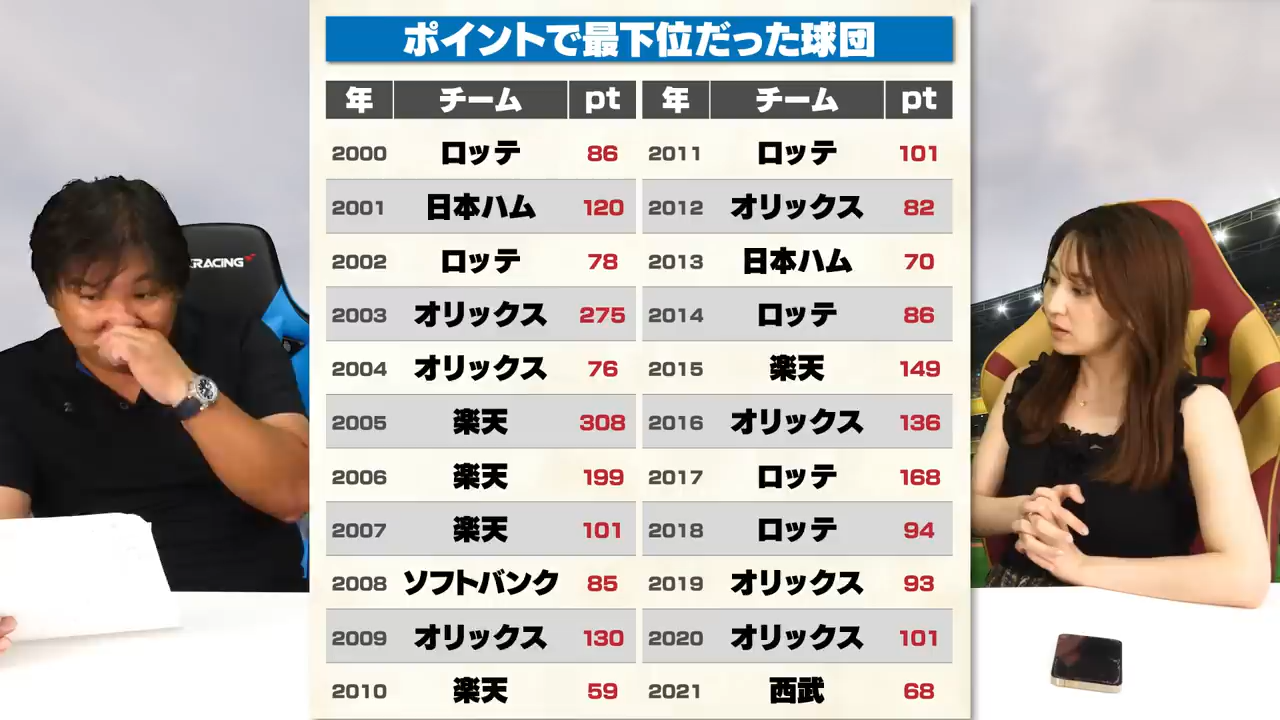 ポイントで最下位だった球団
年 チーム pt 年 チーム pt
2000 ロッテ 86 2011 ロッテ 101
2001 日本ハム 120 2012 オリックス 82
2002 ロッテ 78 2013 日本ハム 70
2003 オリックス 275 2014 ロッテ 86
2004 オリックス 76 2015 楽天 149
2005 楽天 308 2016 オリックス 136
2006 楽天 199 2017 ロッテ 168
2007 楽天 101 2018 ロッテ 94
2008 ソフトバンク 85 2019 オリックス 93
2009 オリックス 130 2020 オリックス 101
2010 楽天 59 2021 西武 68
RACING